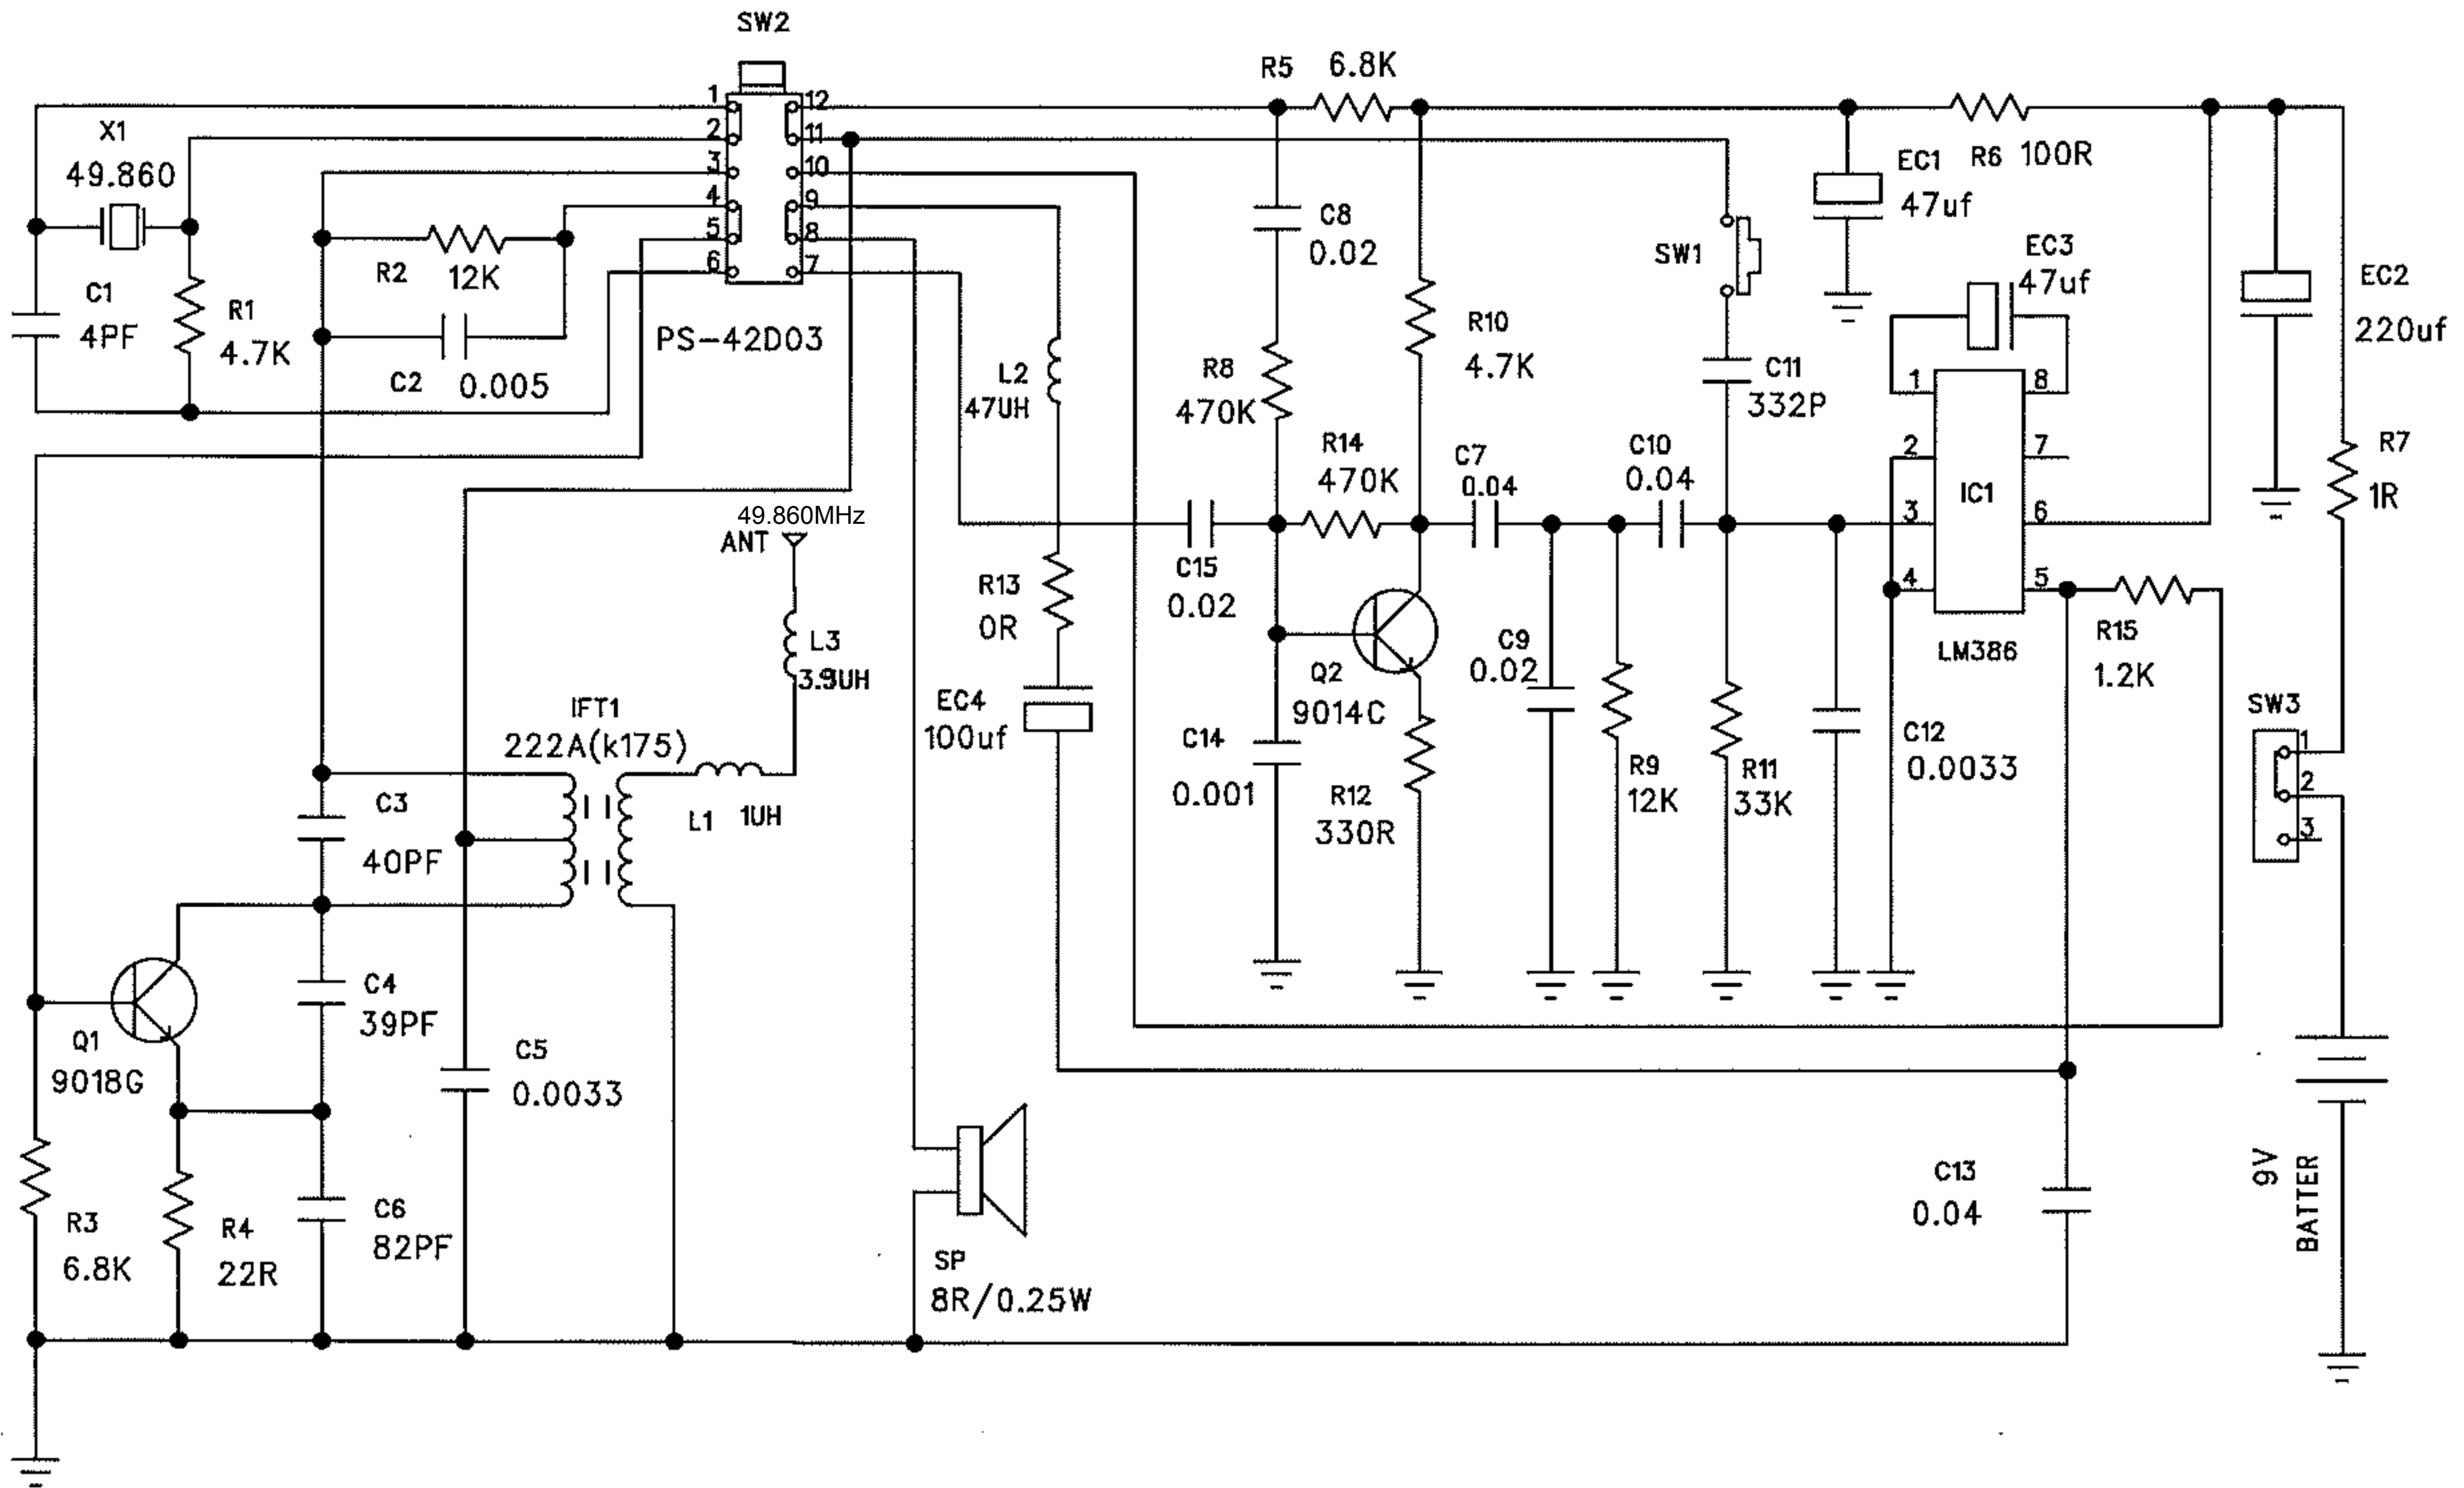 SW2
1
2
3
4
5
6
12
11
10
9
8
7
PS-42D03
X1
49.860
C1
4PF
R1
4.7K
R2
12K
C2
0.005
R5 6.8K
C8
0.02
R8
470K
R10
4.7K
SW1
C11
332P
EC1
47uf
R6 100R
EC3
47uf
EC2
220uf
L2
47UH
R14
470K
C7
0.04
C10
0.04
1
2
3
4
8
7
6
5
IC1
LM386
R7
1R
49.860MHz
ANT
L3
C15
0.02
R13
0R
EC4
100uf
IFT1
222A(k175)
L1 1UH
C3
40PF
C14
0.001
Q2
9014C
R12
330R
C9
0.02
R9
12K
R11
33K
C12
0.0033
R15
1.2K
SW3
1
2
3
C4
39PF
Q1
9018G
C5
0.0033
R3
6.8K
R4
22R
C6
82PF
SP
8R/0.25W
C13
0.04
9V
BATTER